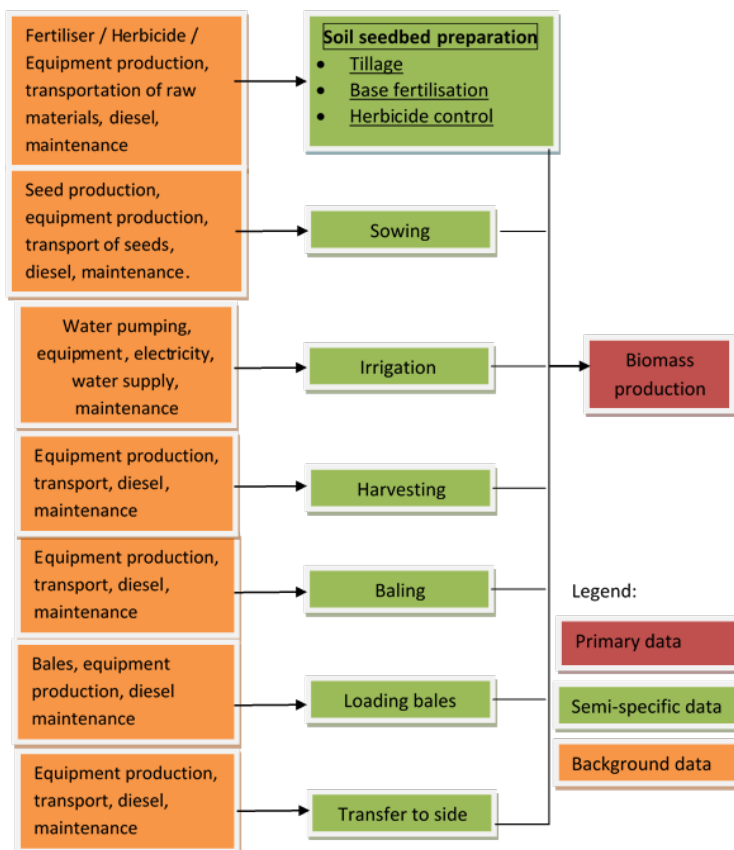 Fertiliser / Herbicide /
Equipment production,
transportation of raw
materials, diesel,
maintenance
Soil seedbed preparation
• Tillage
• Base fertilisation
• Herbicide control
Seed production,
equipment production,
transport of seeds,
diesel, maintenance.
Sowing
Water pumping,
equipment, electricity,
water supply,
maintenance
Irrigation
Biomass
production
Equipment production,
transport, diesel,
maintenance
Harvesting
Equipment production,
transport, diesel,
maintenance
Baling
Bales, equipment
production, diesel
maintenance
Loading bales
Equipment production,
transport, diesel,
maintenance
Transfer to side
Legend:
Primary data
Semi-specific data
Background data